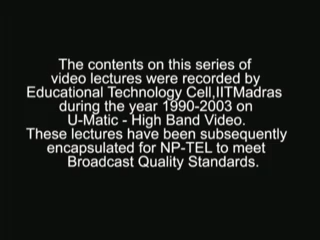 The contents on this series of
video lectures were recorded by
Educational Technology Cell,IITMadras
during the year 1990-2003 on
U-Matic - High Band Video.
These lectures have been subsequently
encapsulated for NP-TEL to meet
Broadcast Quality Standards.